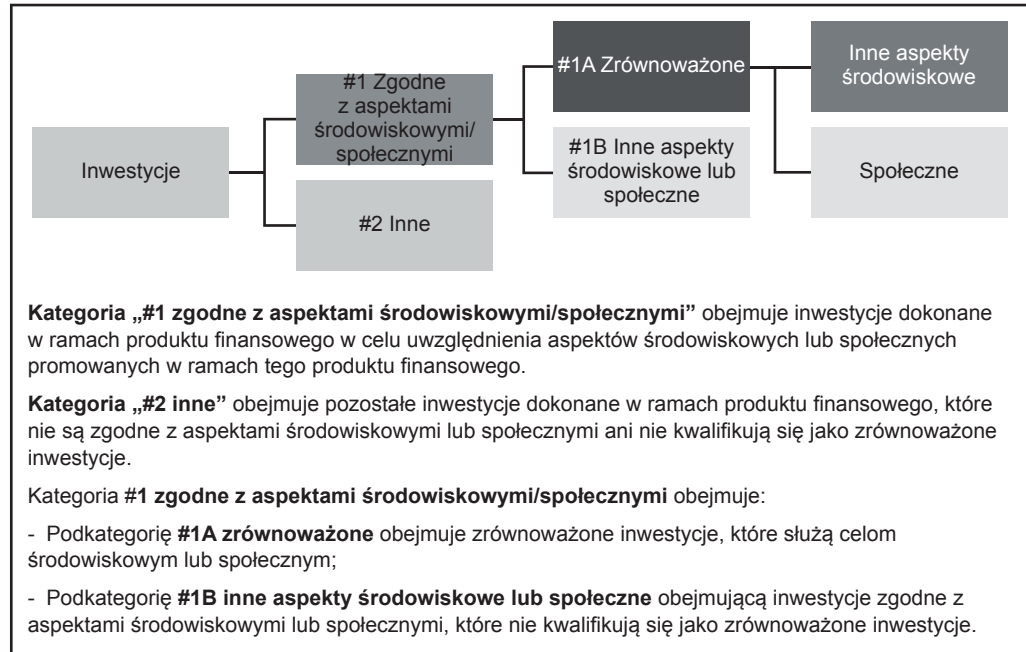 Inwestycje
#1 Zgodne
z aspektami
środowiskowymi/
społecznymi
#2 Inne
#1A Zrównoważone
#1B Inne aspekty
środowiskowe lub
społeczne
Inne aspekty
środowiskowe
Społeczne
Kategoria „#1 zgodne z aspektami środowiskowymi/społecznymi” obejmuje inwestycje dokonane
w ramach produktu finansowego w celu uwzględnienia aspektów środowiskowych lub społecznych
promowanych w ramach tego produktu finansowego.
Kategoria „#2 inne” obejmuje pozostałe inwestycje dokonane w ramach produktu finansowego, które
nie są zgodne z aspektami środowiskowymi lub społecznymi ani nie kwalifikują się jako zrównoważone
inwestycje.
Kategoria #1 zgodne z aspektami środowiskowymi/społecznymi obejmuje:
- Podkategorię #1A zrównoważone obejmuje zrównoważone inwestycje, które służą celom
środowiskowym lub społecznym;
- Podkategorię #1B inne aspekty środowiskowe lub społeczne obejmującą inwestycje zgodne z
aspektami środowiskowymi lub społecznymi, które nie kwalifikują się jako zrównoważone inwestycje.